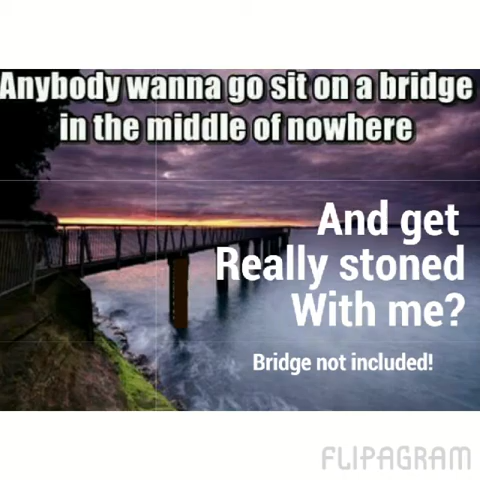 Anybody wanna go sit on a bridge
in the middle of nowhere
And get
Really stoned
With me?
Bridge not included!
FLIPAGRAM